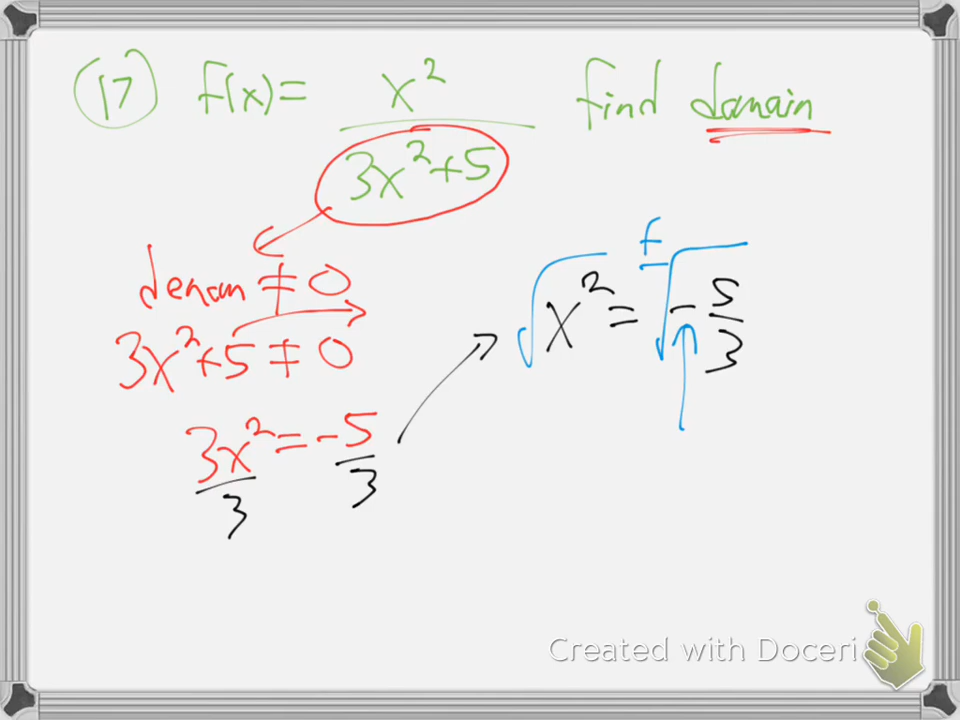 17 f(x) = x² / 3x²+5 find domain
denom ≠ 0
3x²+5 ≠ 0
3x²/3 = -5/3
√x² = ±√-5/3
Created with Doceri